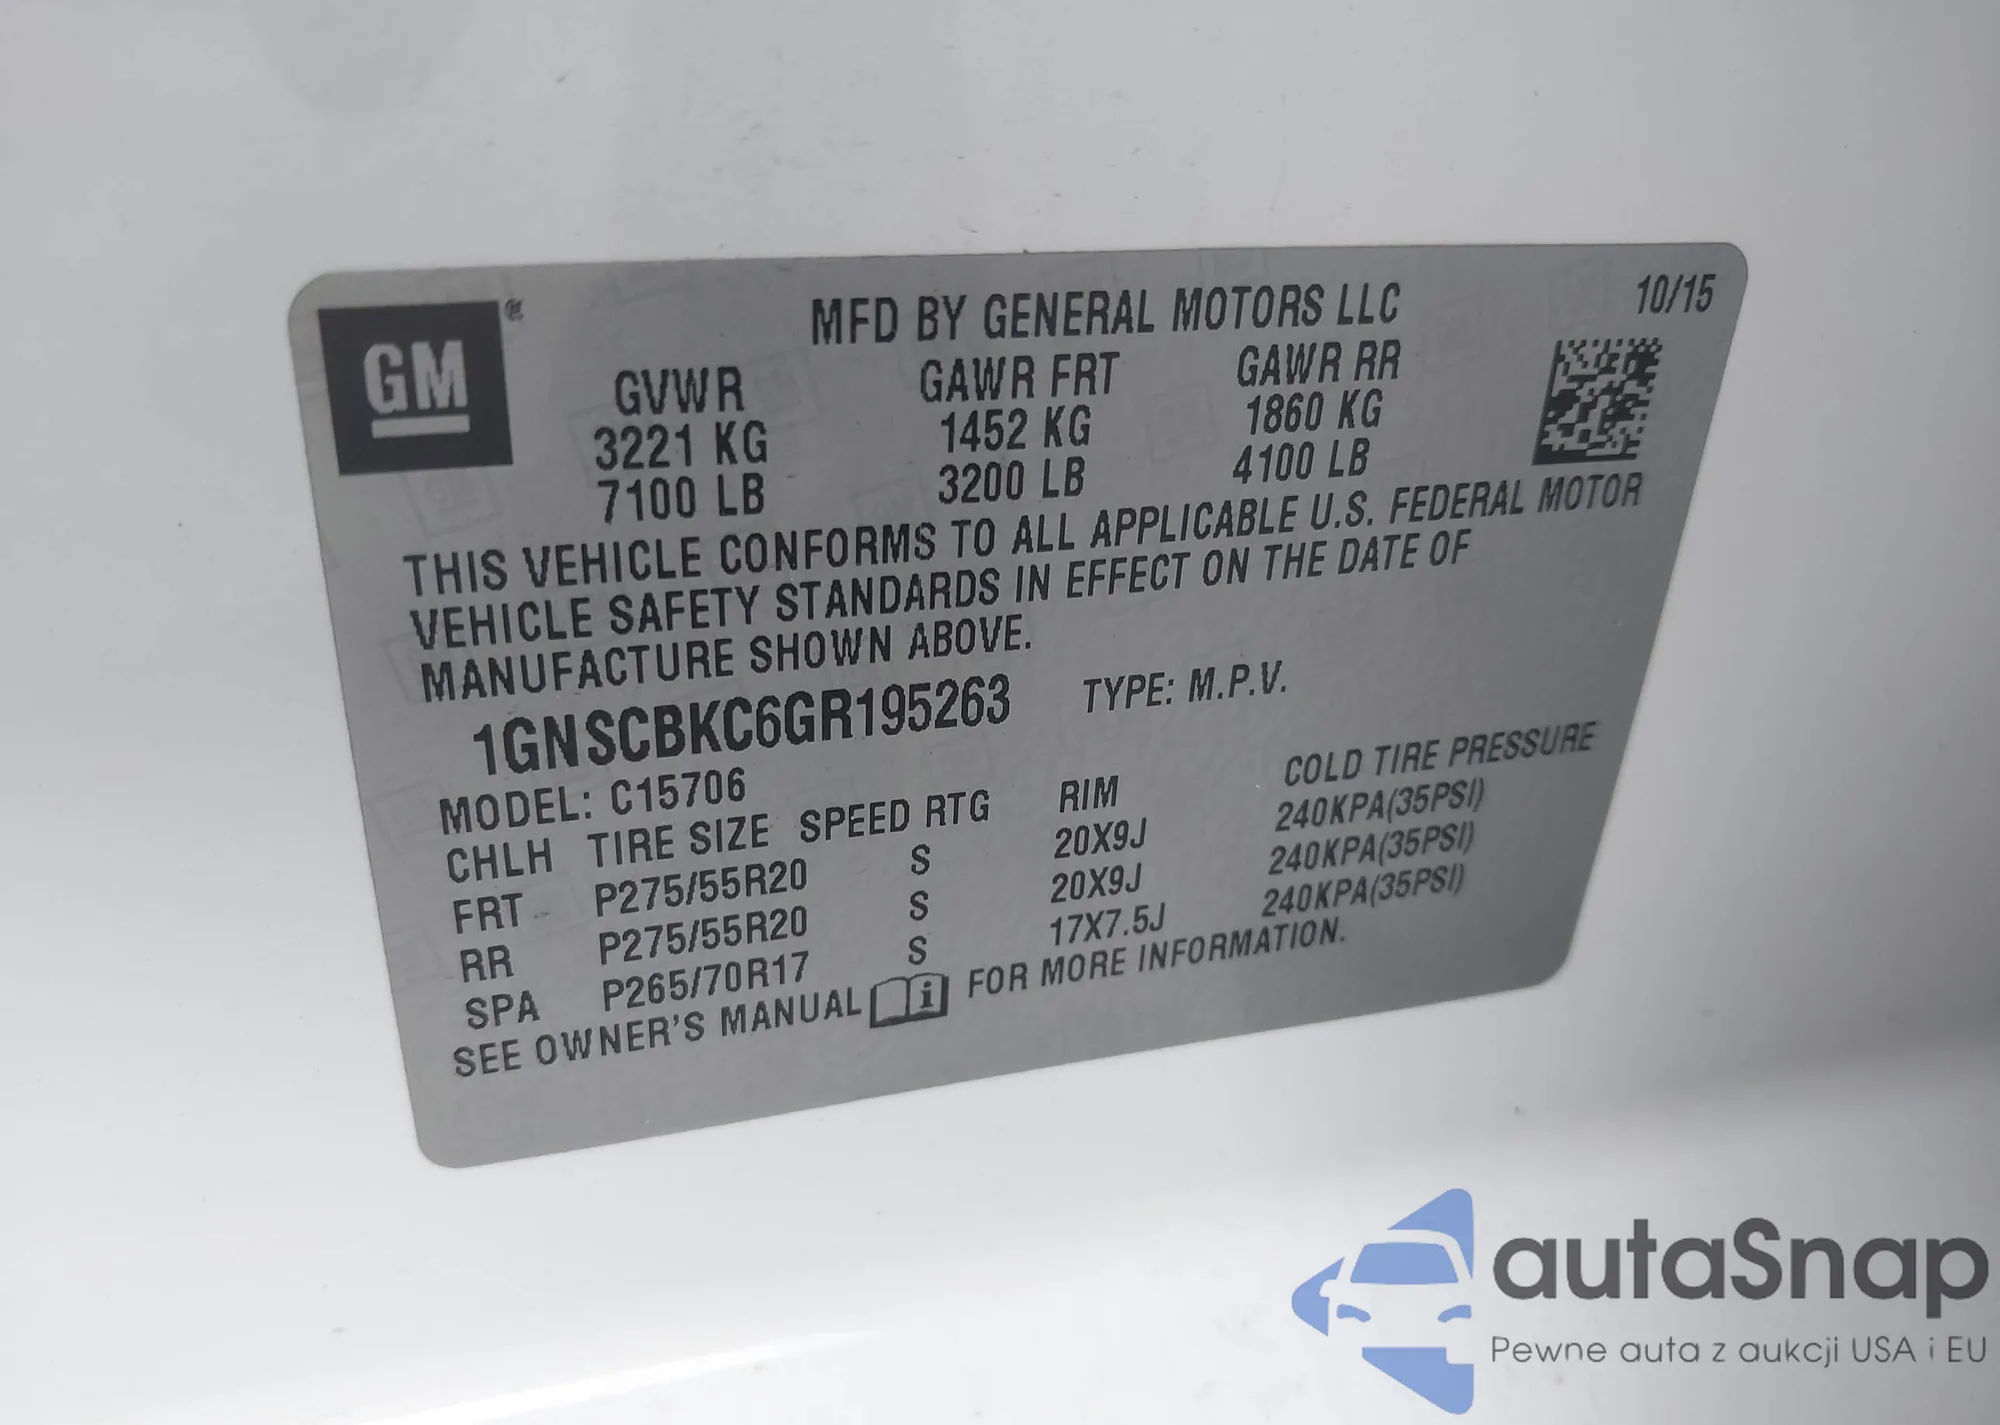 GM ®
MFD BY GENERAL MOTORS LLC 10/15
GVWR GAWR FRT GAWR RR
3221 KG 1452 KG 1860 KG
7100 LB 3200 LB 4100 LB
THIS VEHICLE CONFORMS TO ALL APPLICABLE U.S. FEDERAL MOTOR
VEHICLE SAFETY STANDARDS IN EFFECT ON THE DATE OF
MANUFACTURE SHOWN ABOVE.
1GNSCBKC6GR195263 TYPE: M.P.V.
MODEL: C15706
CHLH TIRE SIZE SPEED RTG RIM COLD TIRE PRESSURE
FRT P275/55R20 S 20X9J 240KPA(35PSI)
RR P275/55R20 S 20X9J 240KPA(35PSI)
SPA P265/70R17 S 17X7.5J 240KPA(35PSI)
SEE OWNER'S MANUAL i FOR MORE INFORMATION.
autaSnap
Pewne auta z aukcji USA i EU